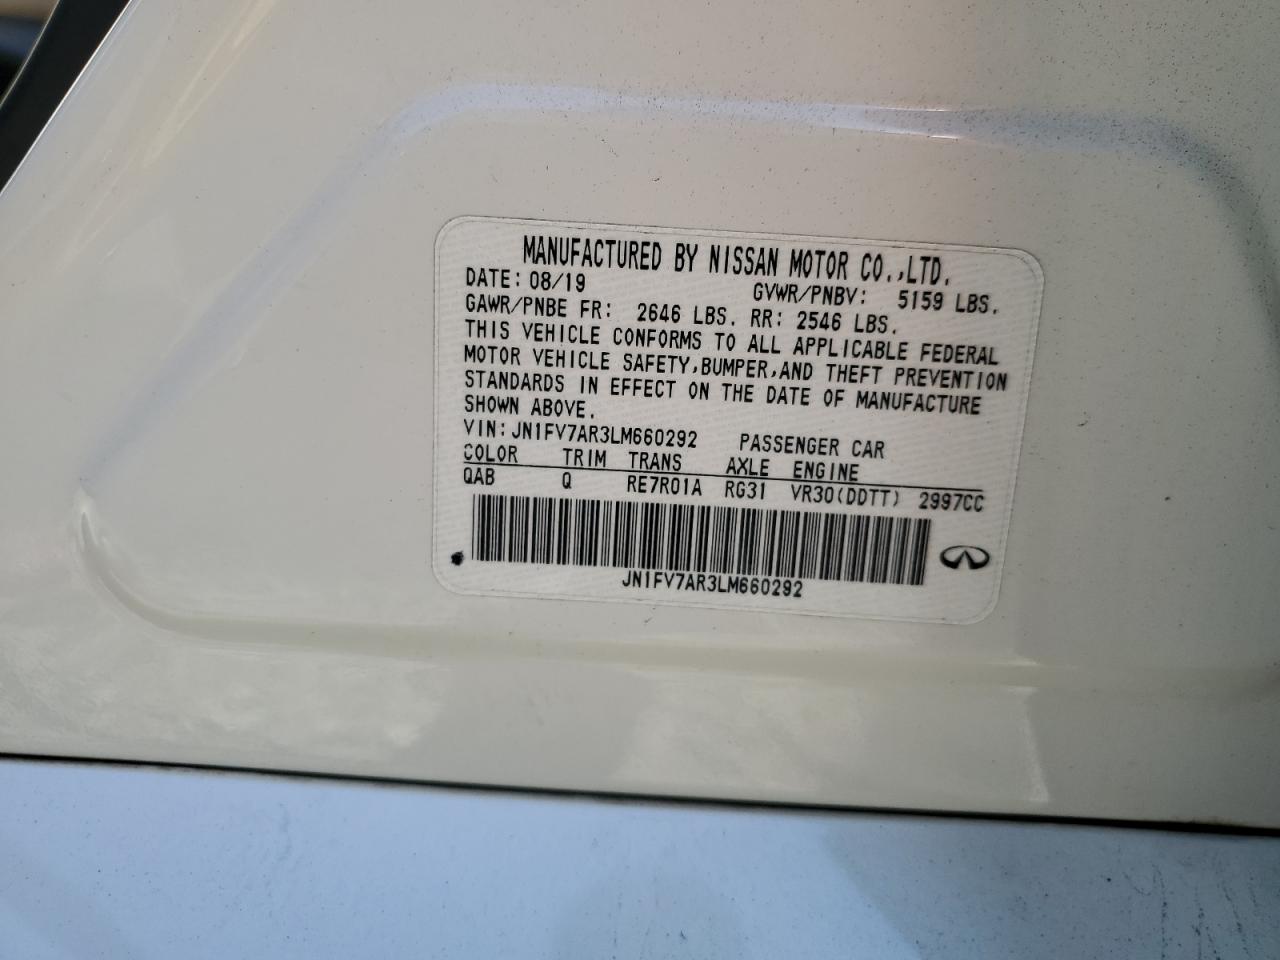 MANUFACTURED BY NISSAN MOTOR CO.,LTD.
DATE: 08/19 GVWR/PNBV: 5159 LBS.
GAWR/PNBE FR: 2646 LBS. RR: 2546 LBS.
THIS VEHICLE CONFORMS TO ALL APPLICABLE FEDERAL
MOTOR VEHICLE SAFETY,BUMPER,AND THEFT PREVENTION
STANDARDS IN EFFECT ON THE DATE OF MANUFACTURE
SHOWN ABOVE.
VIN:JN1FV7AR3LM660292 PASSENGER CAR
COLOR TRIM TRANS AXLE ENGINE
QAB Q RE7R01A RG31 VR30(DDTT) 2997CC
JN1FV7AR3LM660292